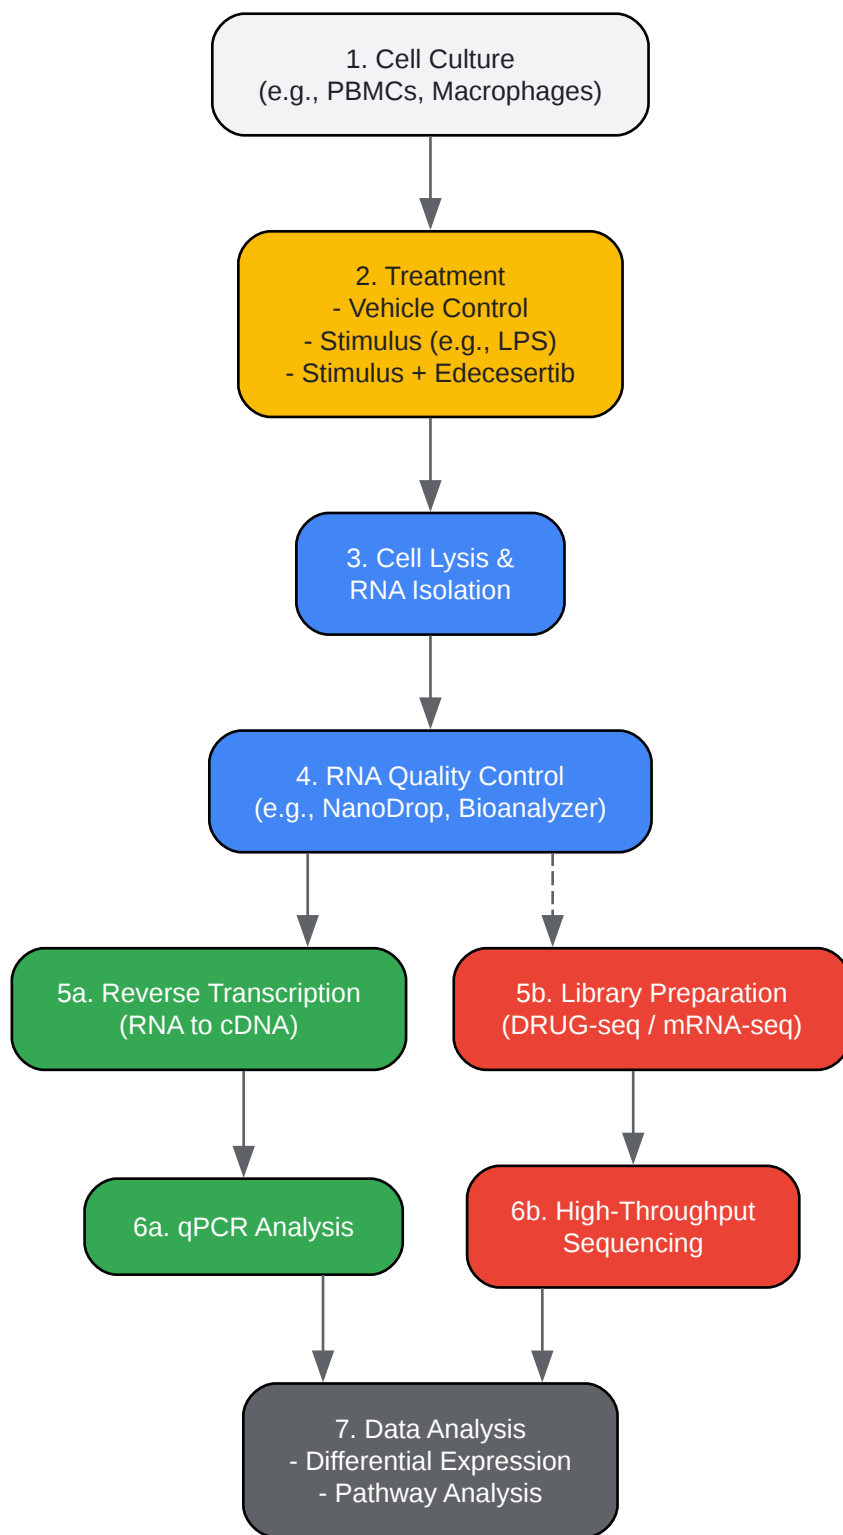 1. Cell Culture
(e.g., PBMCs, Macrophages)
2. Treatment
- Vehicle Control
- Stimulus (e.g., LPS)
- Stimulus + Edecesertib
3. Cell Lysis &
RNA Isolation
4. RNA Quality Control
(e.g., NanoDrop, Bioanalyzer)
5a. Reverse Transcription
(RNA to cDNA)
5b. Library Preparation
(DRUG-seq / mRNA-seq)
6a. qPCR Analysis
6b. High-Throughput
Sequencing
7. Data Analysis
- Differential Expression
- Pathway Analysis